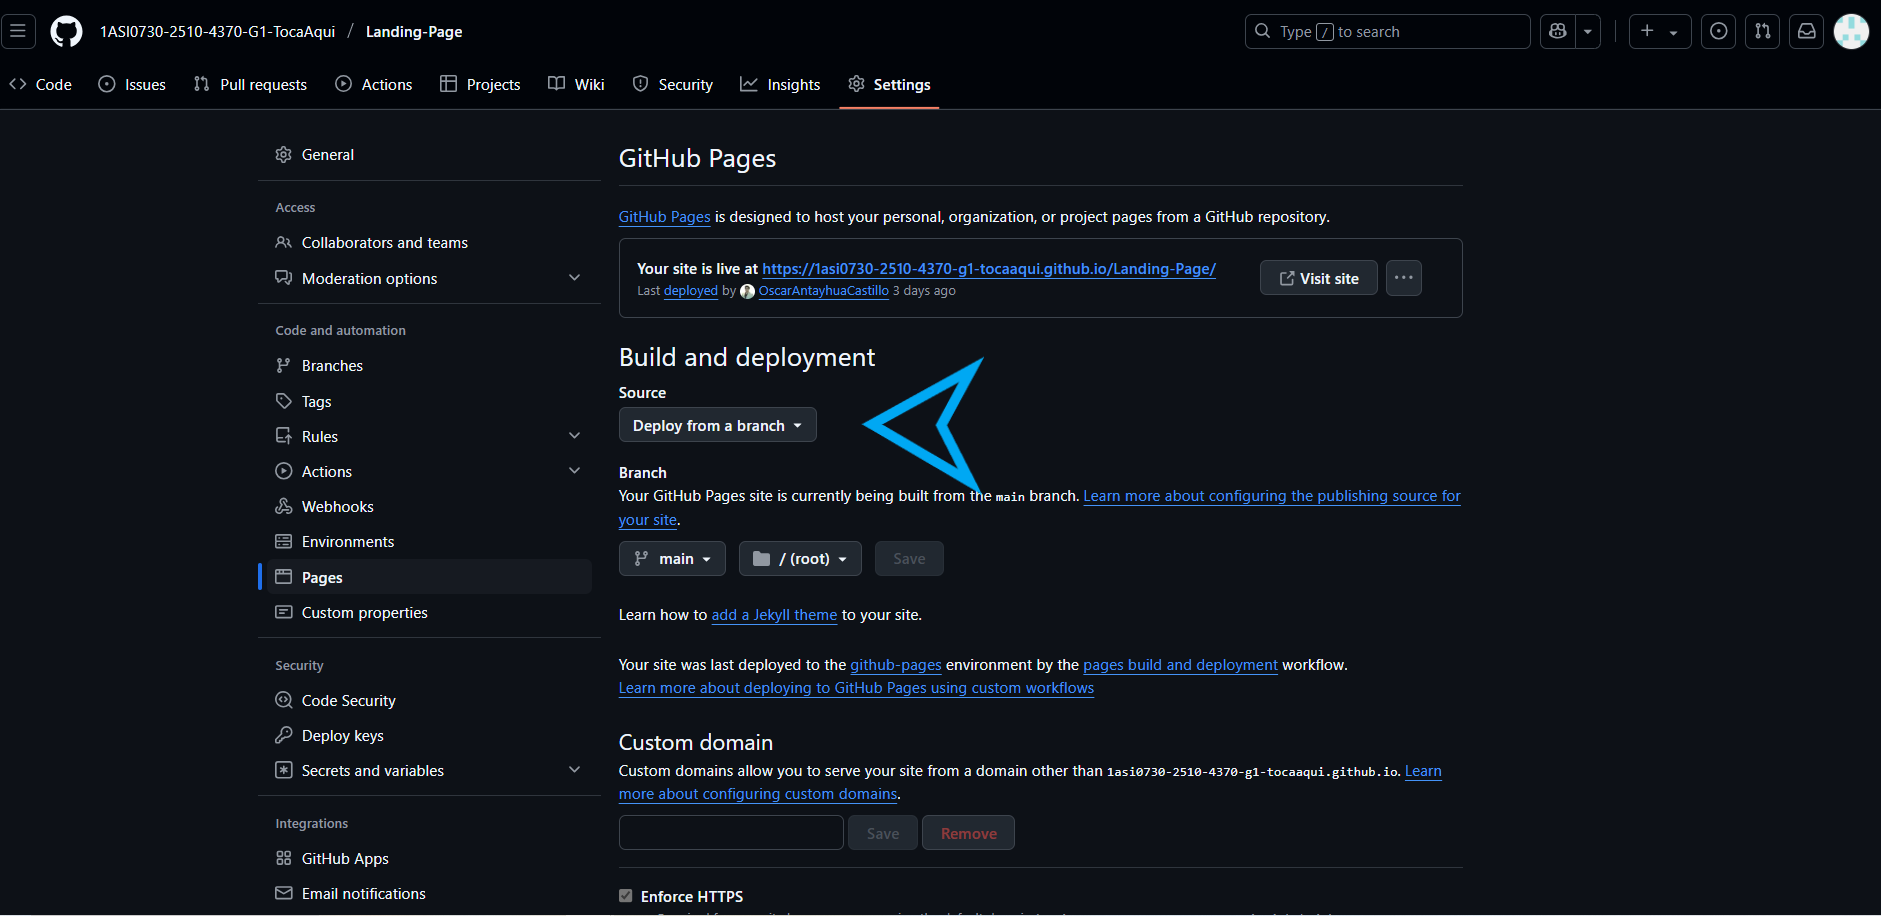 1ASI0730-2510-4370-G1-TocaAqui / Landing-Page
Type / to search
Code Issues Pull requests Actions Projects Wiki Security Insights Settings
General
Access
Collaborators and teams
Moderation options
Code and automation
Branches
Tags
Rules
Actions
Webhooks
Environments
Pages
Custom properties
Security
Code Security
Deploy keys
Secrets and variables
Integrations
GitHub Apps
Email notifications
GitHub Pages
GitHub Pages is designed to host your personal, organization, or project pages from a GitHub repository.
Your site is live at https://1asi0730-2510-4370-g1-tocaaqui.github.io/Landing-Page/
Last deployed by OscarAntayhuaCastillo 3 days ago
Visit site
Build and deployment
Source
Deploy from a branch
Branch
Your GitHub Pages site is currently being built from the main branch. Learn more about configuring the publishing source for
your site.
main / (root) Save
Learn how to add a Jekyll theme to your site.
Your site was last deployed to the github-pages environment by the pages build and deployment workflow.
Learn more about deploying to GitHub Pages using custom workflows
Custom domain
Custom domains allow you to serve your site from a domain other than 1asi0730-2510-4370-g1-tocaaqui.github.io. Learn
more about configuring custom domains.
Save Remove
Enforce HTTPS